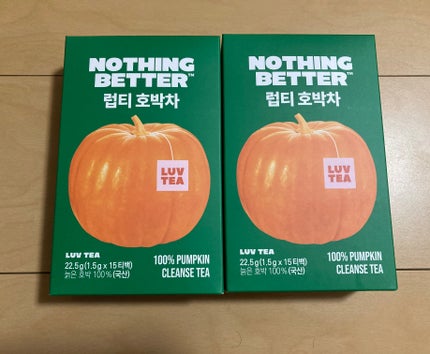 NOTHING
BETTER™
럽티 호박차
LUV
TEA
LUV TEA
22.5g(1.5g x 15티백)
늙은 호박 100%(국산)
100% PUMPKIN
CLEANSE TEA
NOTHING
BETTER™
럽티 호박차
LUV
TEA
LUV TEA
22.5g(1.5g x 15티백)
늙은 호박 100%(국산)
100% PUMPKIN
CLEANSE TEA